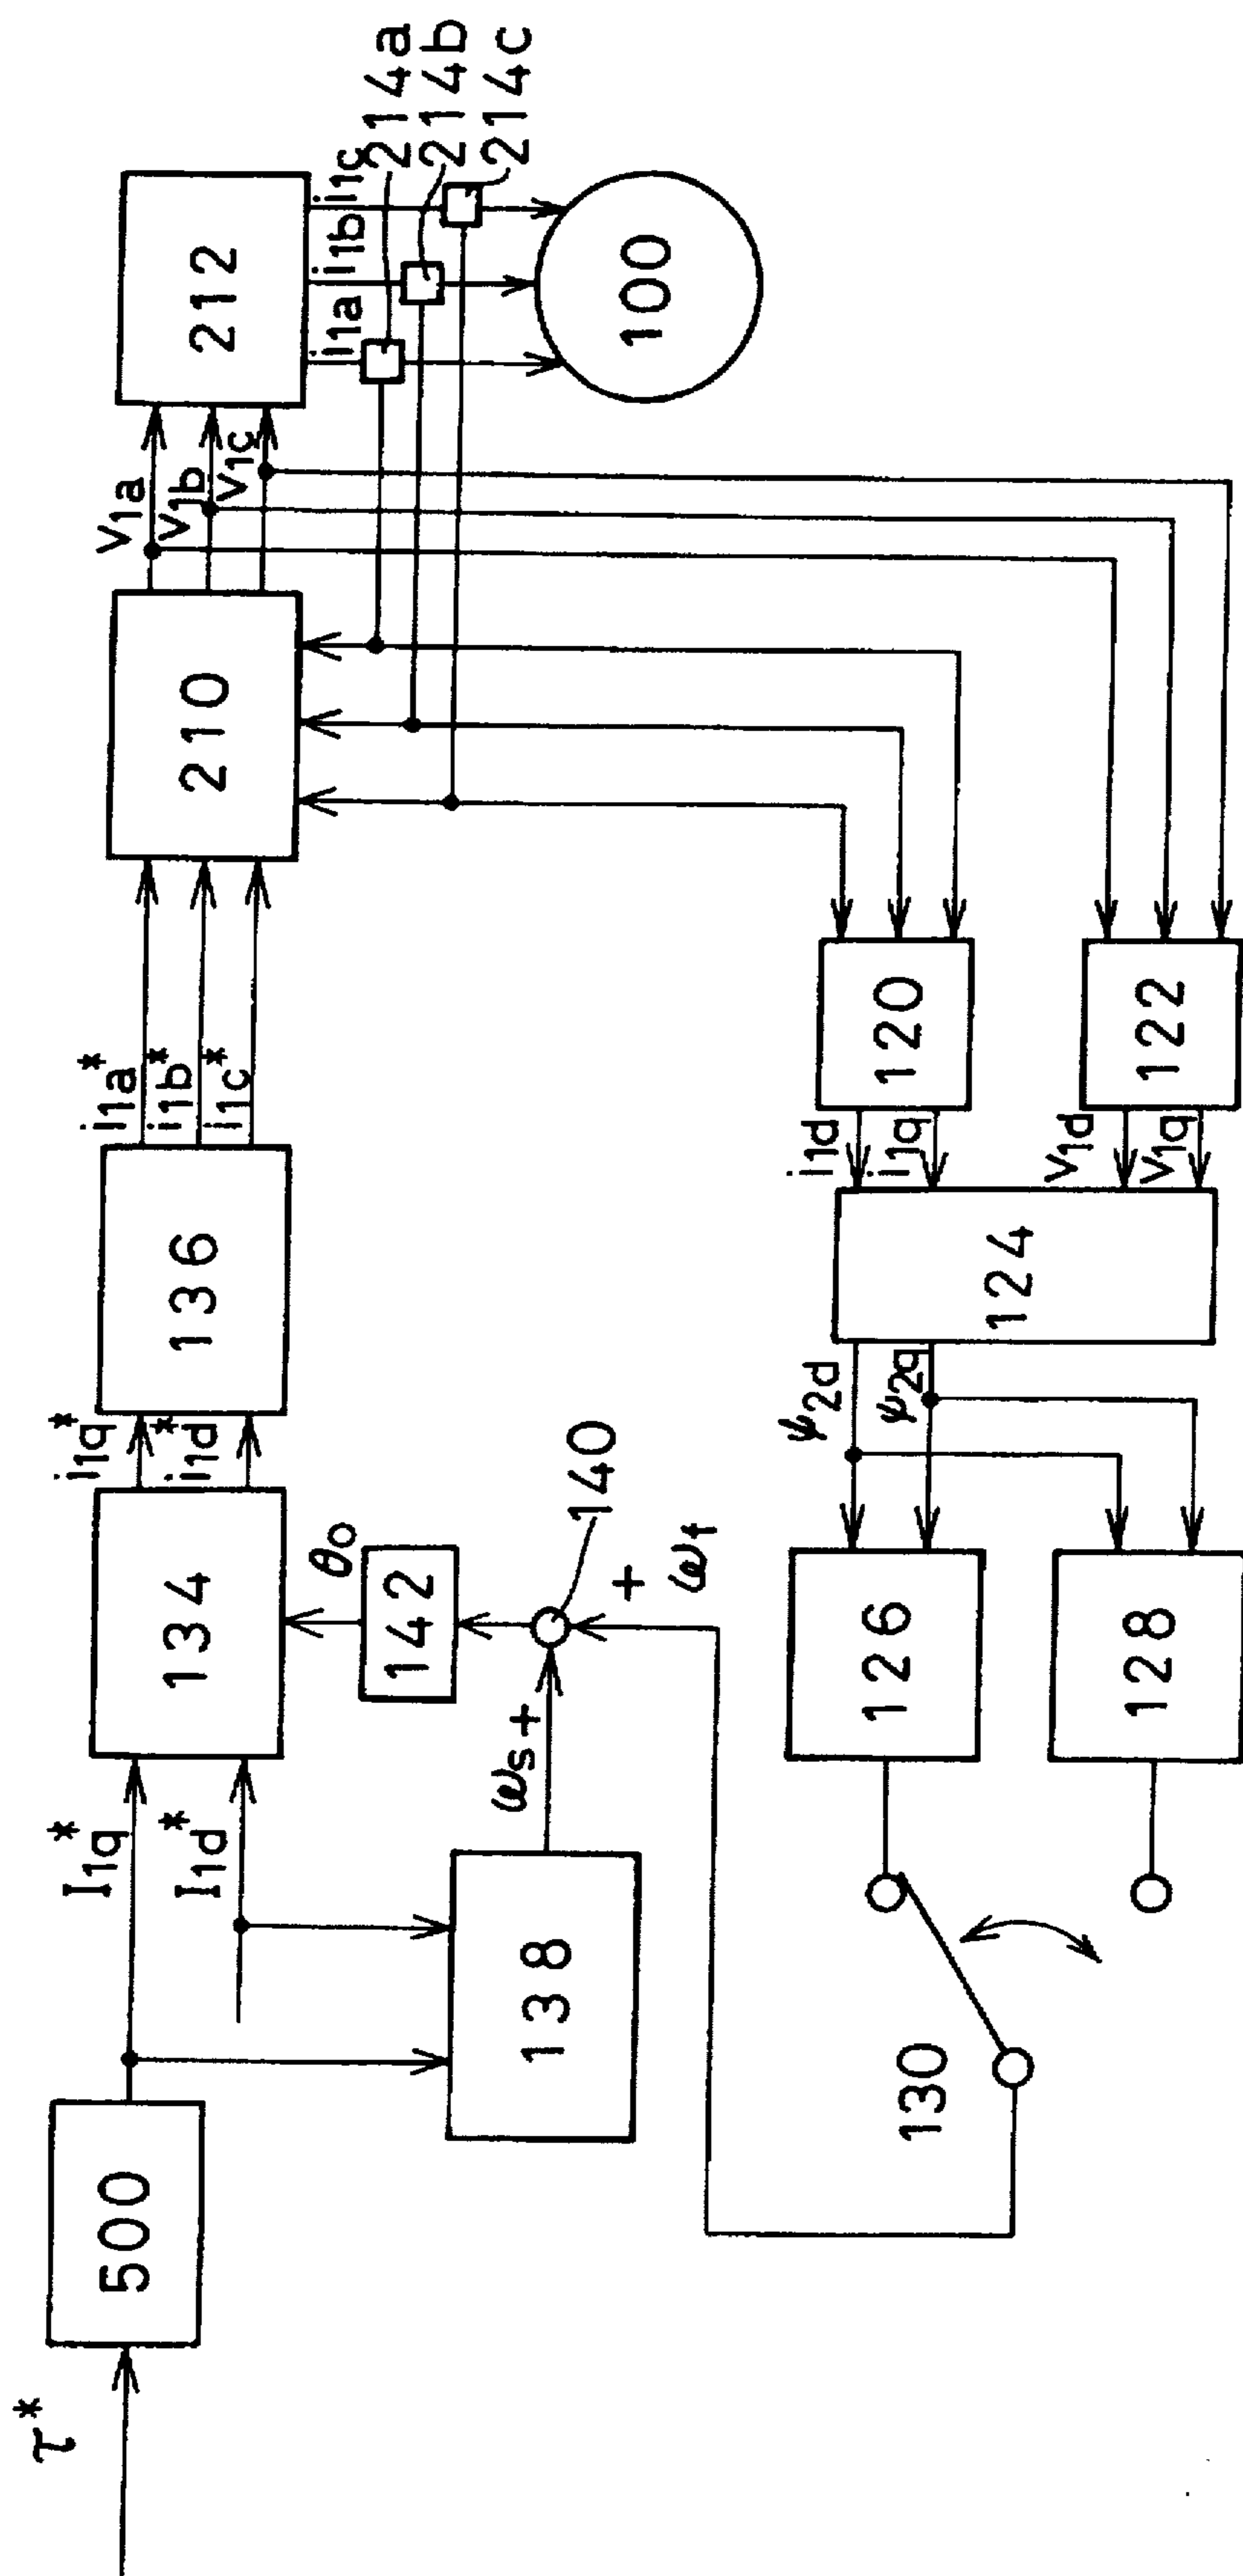 τ*
500
I1q*
I1d*
134
i1q*
i1d*
136
i1a*
i1b*
i1c*
210
V1a
V1b
V1c
212
i1a
i1b
i1c
214a
214b
214c
100
138
ωs
+
142
θo
140
+
ωr
130
126
128
ψ2d
ψ2q
124
i1d
i1q
V1d
V1q
120
122